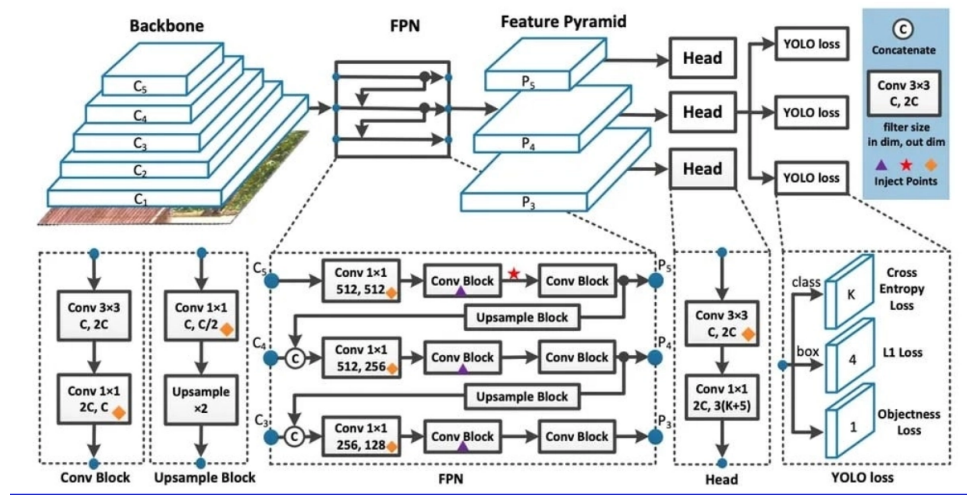 Backbone
FPN
Feature Pyramid
C5
C4
C3
C2
C1
P5
P4
P3
Head
Head
Head
YOLO loss
YOLO loss
YOLO loss
C
Concatenate
Conv 3×3
C, 2C
filter size
in dim, out dim
Inject Points
Conv 3×3
C, 2C
Conv 1×1
2C, C
Conv Block
Conv 1×1
C, C/2
Upsample
×2
Upsample Block
C5
Conv 1×1
512, 512
Conv Block
Conv Block
P5
Upsample Block
C4
C
Conv 1×1
512, 256
Conv Block
Conv Block
P4
Upsample Block
C3
C
Conv 1×1
256, 128
Conv Block
Conv Block
P3
FPN
Conv 3×3
C, 2C
Conv 1×1
2C, 3(K+5)
Head
class
K
Cross
Entropy
Loss
box
4
L1 Loss
1
Objectness
Loss
YOLO loss